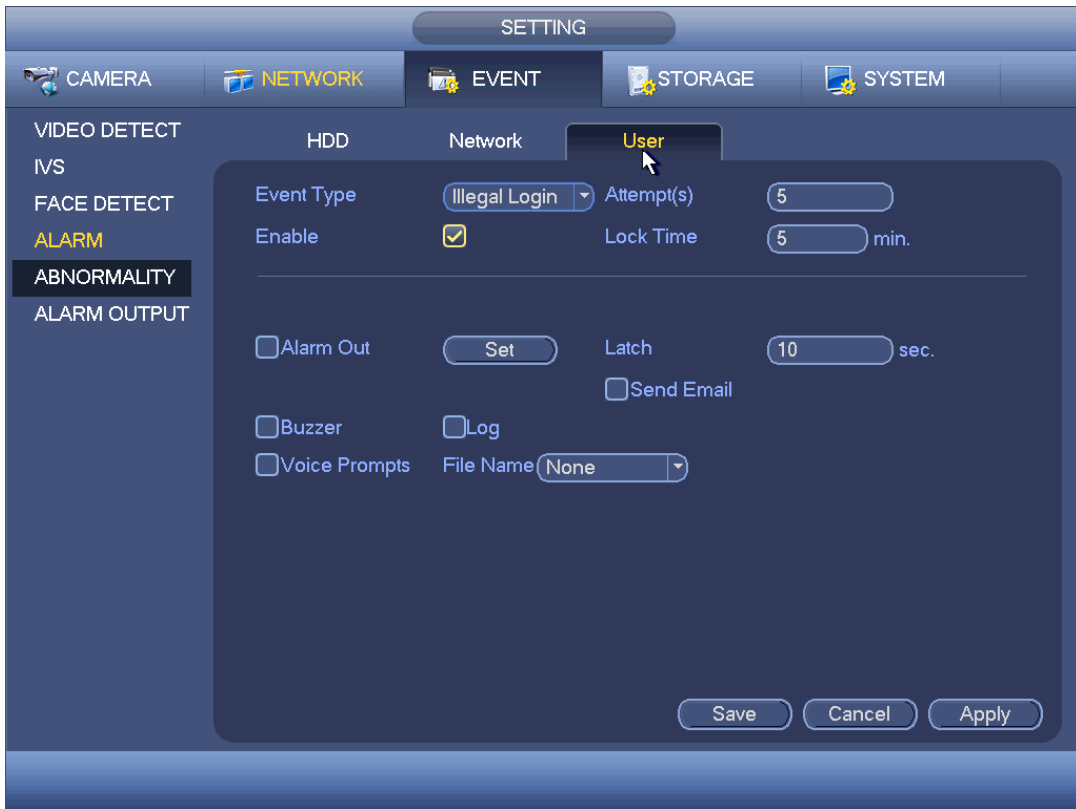 SETTING
CAMERA NETWORK EVENT STORAGE SYSTEM
VIDEO DETECT
IVS
FACE DETECT
ALARM
ABNORMALITY
ALARM OUTPUT
HDD Network User
Event Type Illegal Login Attempt(s) 5
Enable Lock Time 5 min.
Alarm Out Set Latch 10 sec.
Send Email
Buzzer Log
Voice Prompts File Name None
Save Cancel Apply